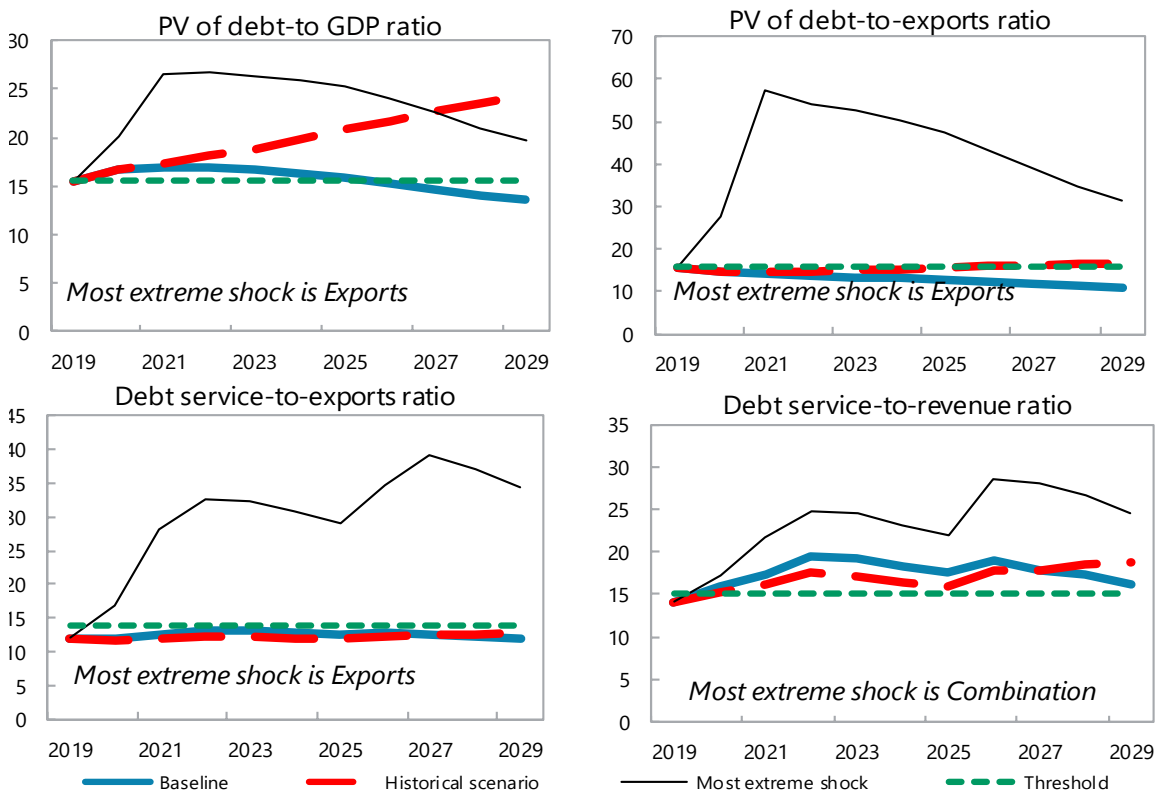 PV of debt-to GDP ratio
30
25
20
15
10
5
0
Most extreme shock is Exports
2019 2021 2023 2025 2027 2029
PV of debt-to-exports ratio
70
60
50
40
30
20
10
0
Most extreme shock is Exports
2019 2021 2023 2025 2027 2029
Debt service-to-exports ratio
45
40
35
30
25
20
15
10
5
0
Most extreme shock is Exports
2019 2021 2023 2025 2027 2029
Debt service-to-revenue ratio
35
30
25
20
15
10
5
0
Most extreme shock is Combination
2019 2021 2023 2025 2027 2029
Baseline Historical scenario Most extreme shock Threshold